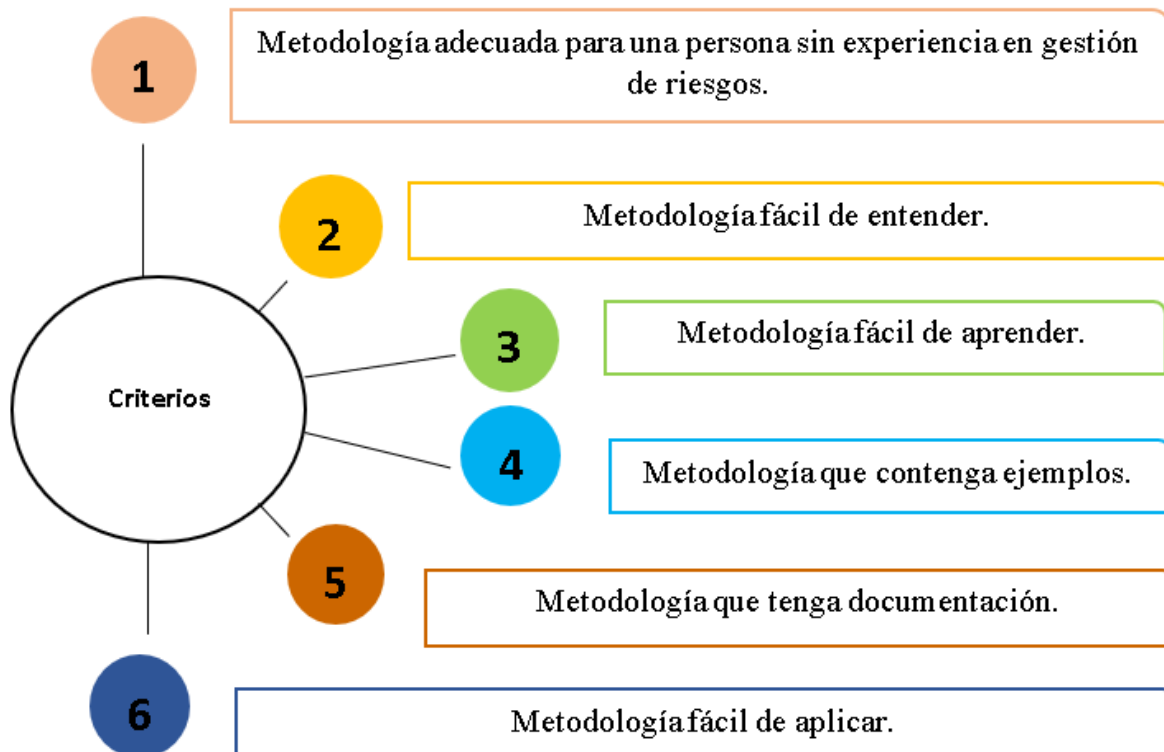 1
Metodología adecuada para una persona sin experiencia en gestión
de riesgos.
2
Metodología fácil de entender.
3
Metodología fácil de aprender.
Criterios
4
Metodología que contenga ejemplos.
5
Metodología que tenga documentación.
6
Metodología fácil de aplicar.